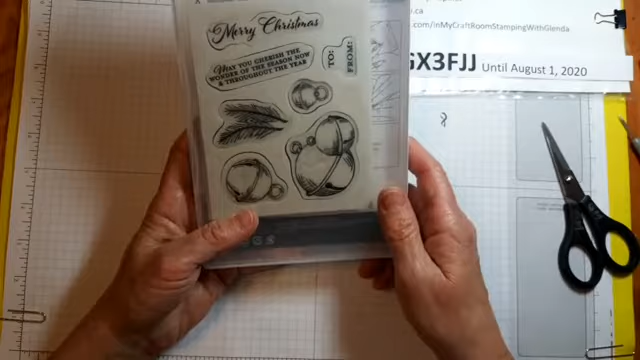 Merry Christmas
MAY YOU CHERISH THE
WONDER OF THE SEASON NOW
& THROUGHOUT THE YEAR
TO:
FROM:
.com/inMyCraftRoomStampingWithGlenda
GX3FJJ Until August 1, 2020